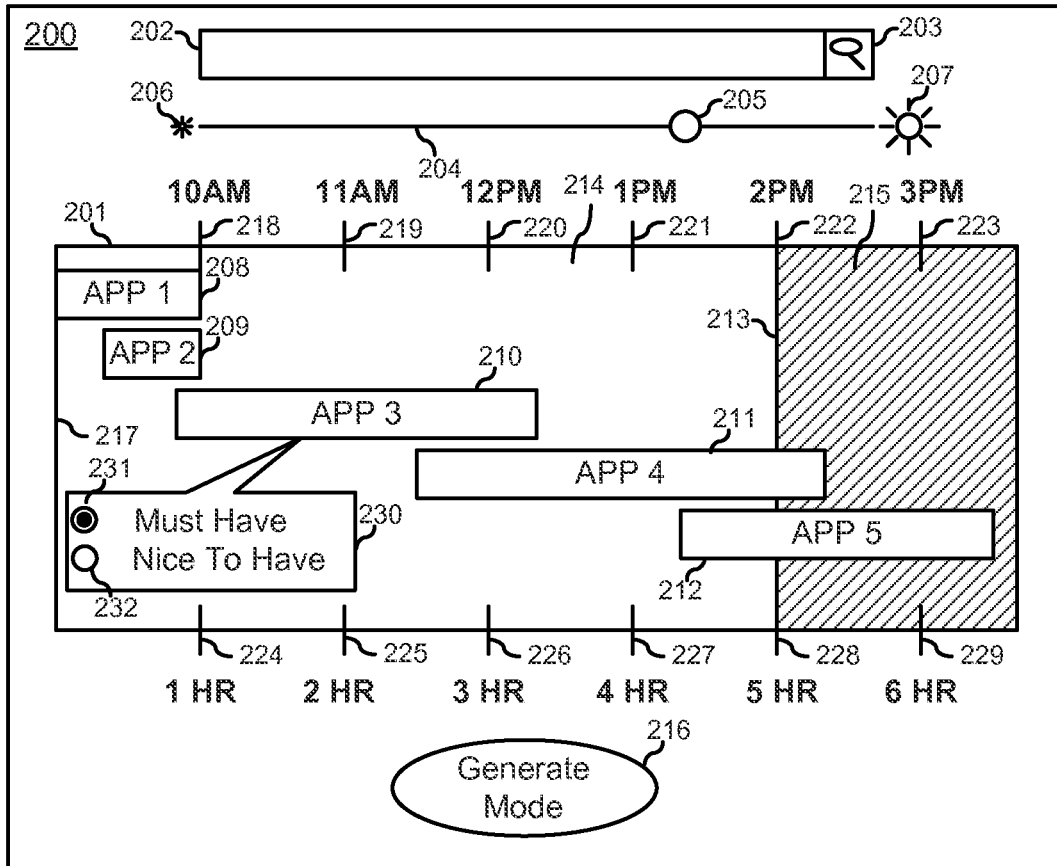 200
202
203
206
205
207
204
10AM 11AM 12PM 1PM 2PM 3PM
214
215
201
218 219 220 221 222 223
APP 1
208
APP 2
209
213
210
APP 3
217
211
APP 4
231
Must Have
230
Nice To Have
232
APP 5
212
224 225 226 227 228 229
1 HR 2 HR 3 HR 4 HR 5 HR 6 HR
216
Generate
Mode